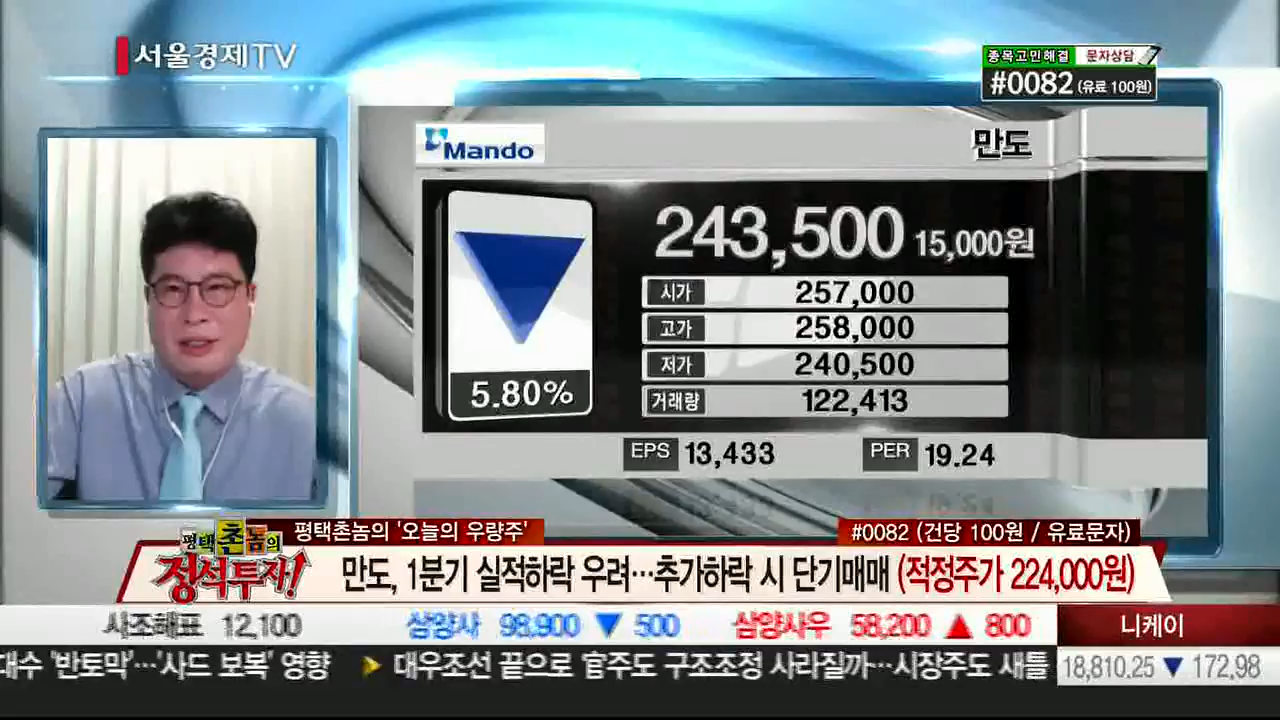 서울경제TV
종목고민해결 문자상담
#0082 (유료 100원)
Mando
만도
243,500 15,000원
5.80%
시가 257,000
고가 258,000
저가 240,500
거래량 122,413
EPS 13,433 PER 19.24
평택촌놈의 정석투자!
평택촌놈의 '오늘의 우량주'
#0082 (건당 100원 / 유료문자)
만도, 1분기 실적하락 우려…추가하락 시 단기매매 (적정주가 224,000원)
사조해표 12,100 삼양사 98,900 ▼ 500 삼양사우 58,200 ▲ 800
니케이
대수 '반토막'…'사드 보복' 영향 대우조선 끝으로 '官주도 구조조정 사라질까…시장주도 새틀
18,810.25 ▼ 172.98